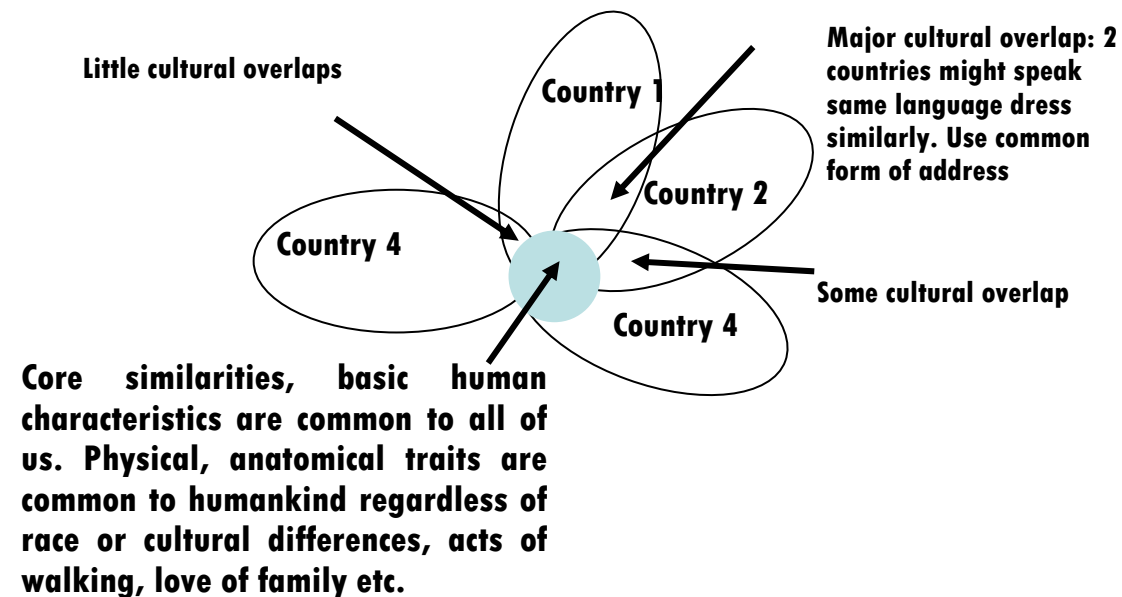 Little cultural overlaps
Country 1
Major cultural overlap: 2
countries might speak
same language dress
similarly. Use common
form of address
Country 2
Country 4
Some cultural overlap
Country 4
Core similarities, basic human
characteristics are common to all of
us. Physical, anatomical traits are
common to humankind regardless of
race or cultural differences, acts of
walking, love of family etc.